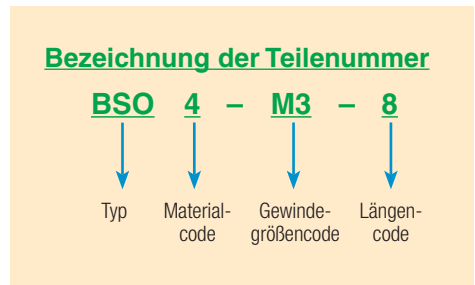 Bezeichnung der Teilenummer
BSO 4 – M3 – 8
Typ Material- Gewinde- Längen-
code größencode code